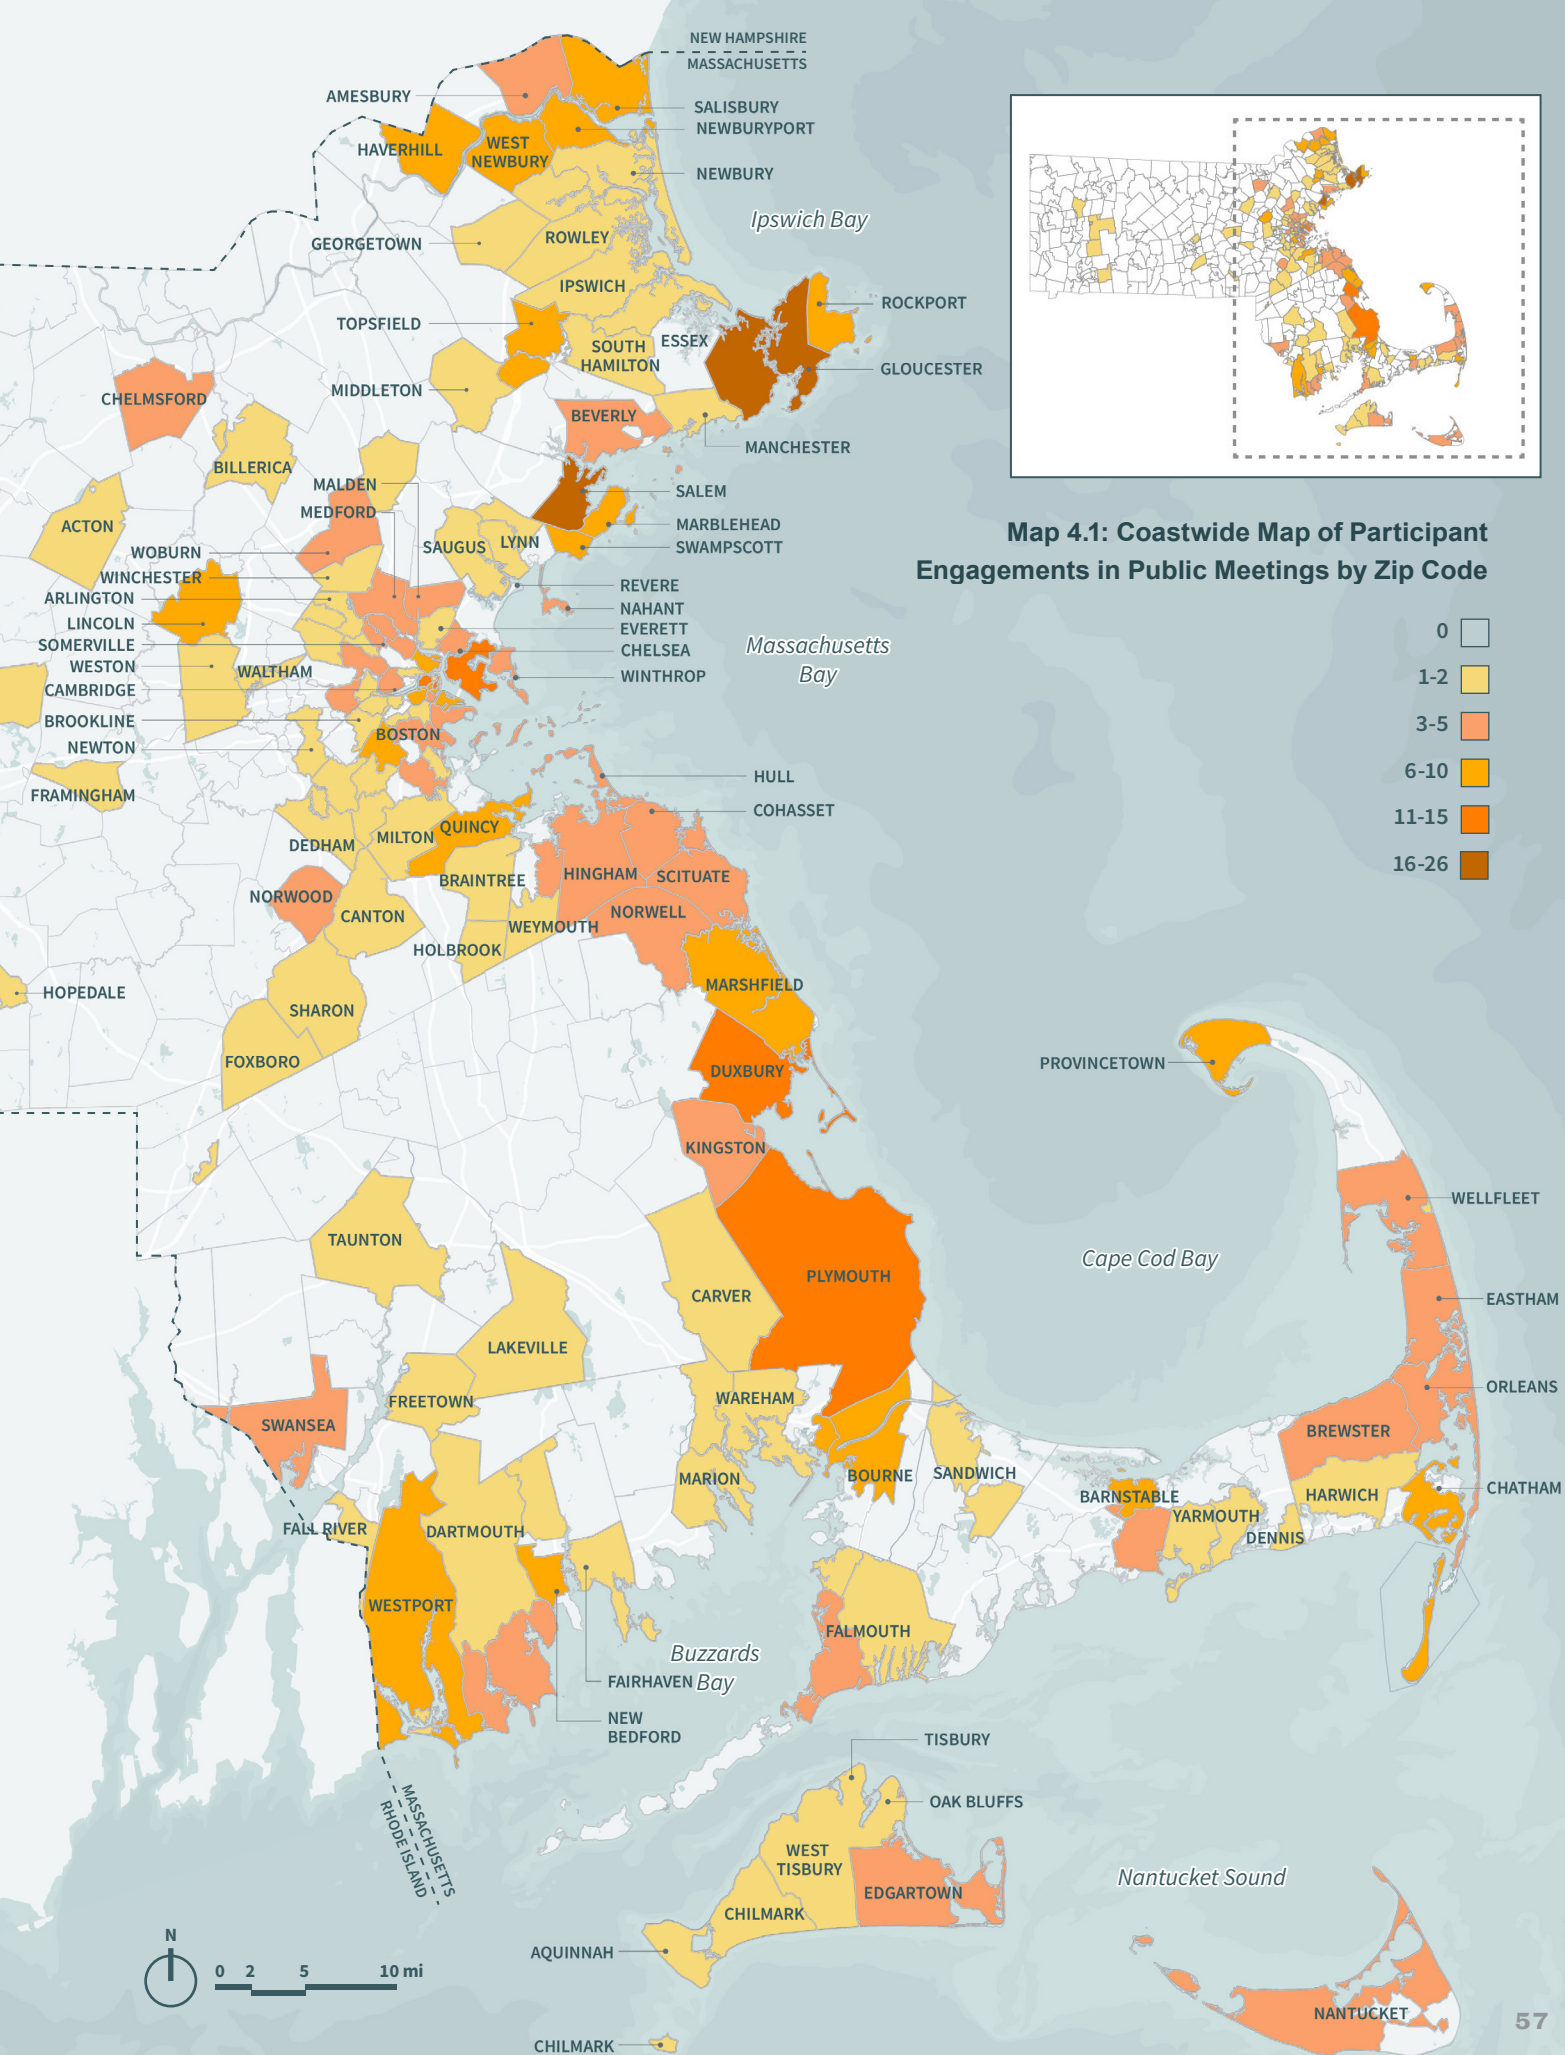 NEW HAMPSHIRE
MASSACHUSETTS
AMESBURY
SALISBURY
NEWBURYPORT
HAVERHILL
WEST
NEWBURY
NEWBURY
Ipswich Bay
GEORGETOWN
ROWLEY
IPSWICH
ROCKPORT
TOPSFIELD
ESSEX
SOUTH
HAMILTON
GLOUCESTER
MIDDLETON
CHELMSFORD
BEVERLY
MANCHESTER
BILLERICA
MALDEN
SALEM
MEDFORD
ACTON
MARBLEHEAD
SAUGUS
LYNN
SWAMPSCOTT
WOBURN
WINCHESTER
REVERE
ARLINGTON
NAHANT
LINCOLN
EVERETT
SOMERVILLE
CHELSEA
WESTON
WALTHAM
WINTHROP
CAMBRIDGE
BROOKLINE
BOSTON
NEWTON
Massachusetts
Bay
HULL
FRAMINGHAM
COHASSET
QUINCY
MILTON
DEDHAM
HINGHAM
SCITUATE
BRAINTREE
NORWOOD
NORWELL
CANTON
WEYMOUTH
HOLBROOK
MARSHFIELD
HOPEDALE
SHARON
FOXBORO
DUXBURY
PROVINCETOWN
KINGSTON
WELLFLEET
TAUNTON
Cape Cod Bay
PLYMOUTH
CARVER
EASTHAM
LAKEVILLE
ORLEANS
FREETOWN
WAREHAM
SWANSEA
BREWSTER
BOURNE
SANDWICH
MARION
CHATHAM
BARNSTABLE
HARWICH
YARMOUTH
FALL RIVER
DARTMOUTH
DENNIS
WESTPORT
FALMOUTH
Buzzards
Bay
FAIRHAVEN
NEW
BEDFORD
TISBURY
OAK BLUFFS
MASSACHUSETTS
RHODE ISLAND
WEST
TISBURY
EDGARTOWN
Nantucket Sound
CHILMARK
AQUINNAH
NANTUCKET
CHILMARK
Map 4.1: Coastwide Map of Participant
Engagements in Public Meetings by Zip Code
0
1-2
3-5
6-10
11-15
16-26
N
0 2 5 10 mi
57